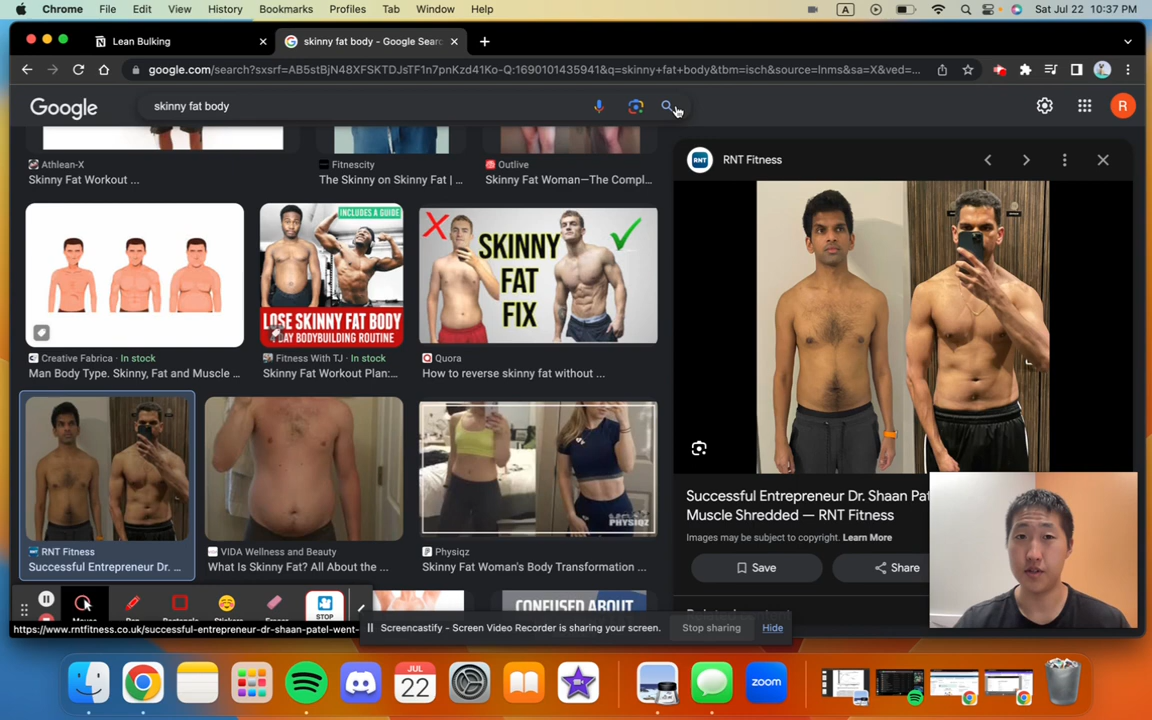 Chrome File Edit View History Bookmarks Profiles Tab Window Help
A
Sat Jul 22 10:37 PM
Lean Bulking
skinny fat body - Google Sear
google.com/search?sxsrf=AB5stBjN48XFSKTDJsTF1n7pnKzd41Ko-Q:1690101435941&q=skinny+fat+body&tbm=isch&source=lnms&sa=X&ved=...
Google
skinny fat body
R
Athlean-X
Skinny Fat Workout ...
Fitnescity
The Skinny on Skinny Fat | ...
Outlive
Skinny Fat Woman—The Compl...
RNT
RNT Fitness
INCLUDES A GUIDE
LOSE SKINNY FAT BODY
DAY BODYBUILDING ROUTINE
X
SKINNY
FAT
FIX
Creative Fabrica · In stock
Man Body Type. Skinny, Fat and Muscle ...
Fitness With TJ · In stock
Skinny Fat Workout Plan:...
Quora
How to reverse skinny fat without ...
PHYSIQZ
RNT Fitness
Successful Entrepreneur Dr. ...
VIDA Wellness and Beauty
What Is Skinny Fat? All About the ...
Physiqz
Skinny Fat Woman's Body Transformation ...
Successful Entrepreneur Dr. Shaan Pat
Muscle Shredded — RNT Fitness
Images may be subject to copyright. Learn More
Save
Share
CONFUSED ABOUT
STOP
https://www.rntfitness.co.uk/successful-entrepreneur-dr-shaan-patel-went-
Screencastify - Screen Video Recorder is sharing your screen.
Stop sharing
Hide
JUL
22
zoom